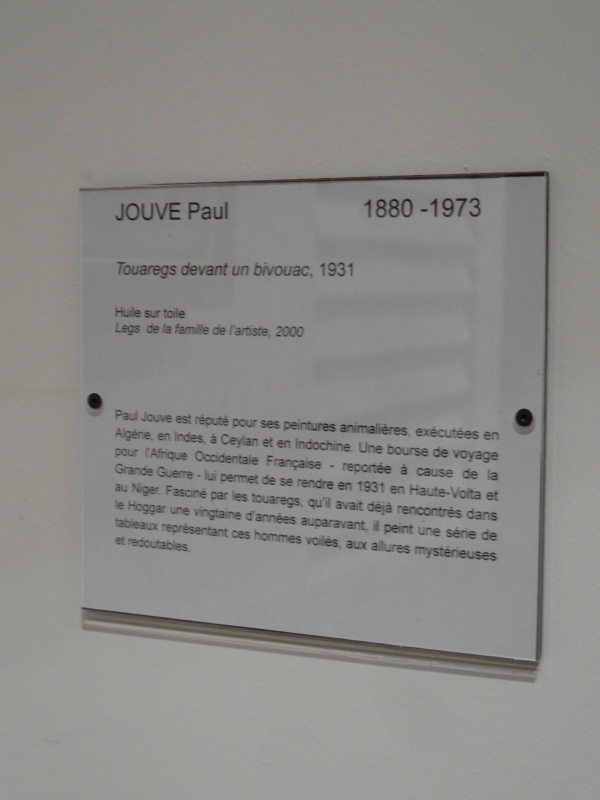 JOUVE Paul 1880 -1973
Touaregs devant un bivouac, 1931
Huile sur toile
Legs de la famille de l'artiste, 2000
Paul Jouve est réputé pour ses peintures animalières, exécutées en
Algérie, en Indes, à Ceylan et en Indochine. Une bourse de voyage
pour l'Afrique Occidentale Française - reportée à cause de la
Grande Guerre - lui permet de se rendre en 1931 en Haute-Volta et
au Niger. Fasciné par les touaregs, qu'il avait déjà rencontrés dans
le Hoggar une vingtaine d'années auparavant, il peint une série de
tableaux représentant ces hommes voilés, aux allures mystérieuses
et redoutables.